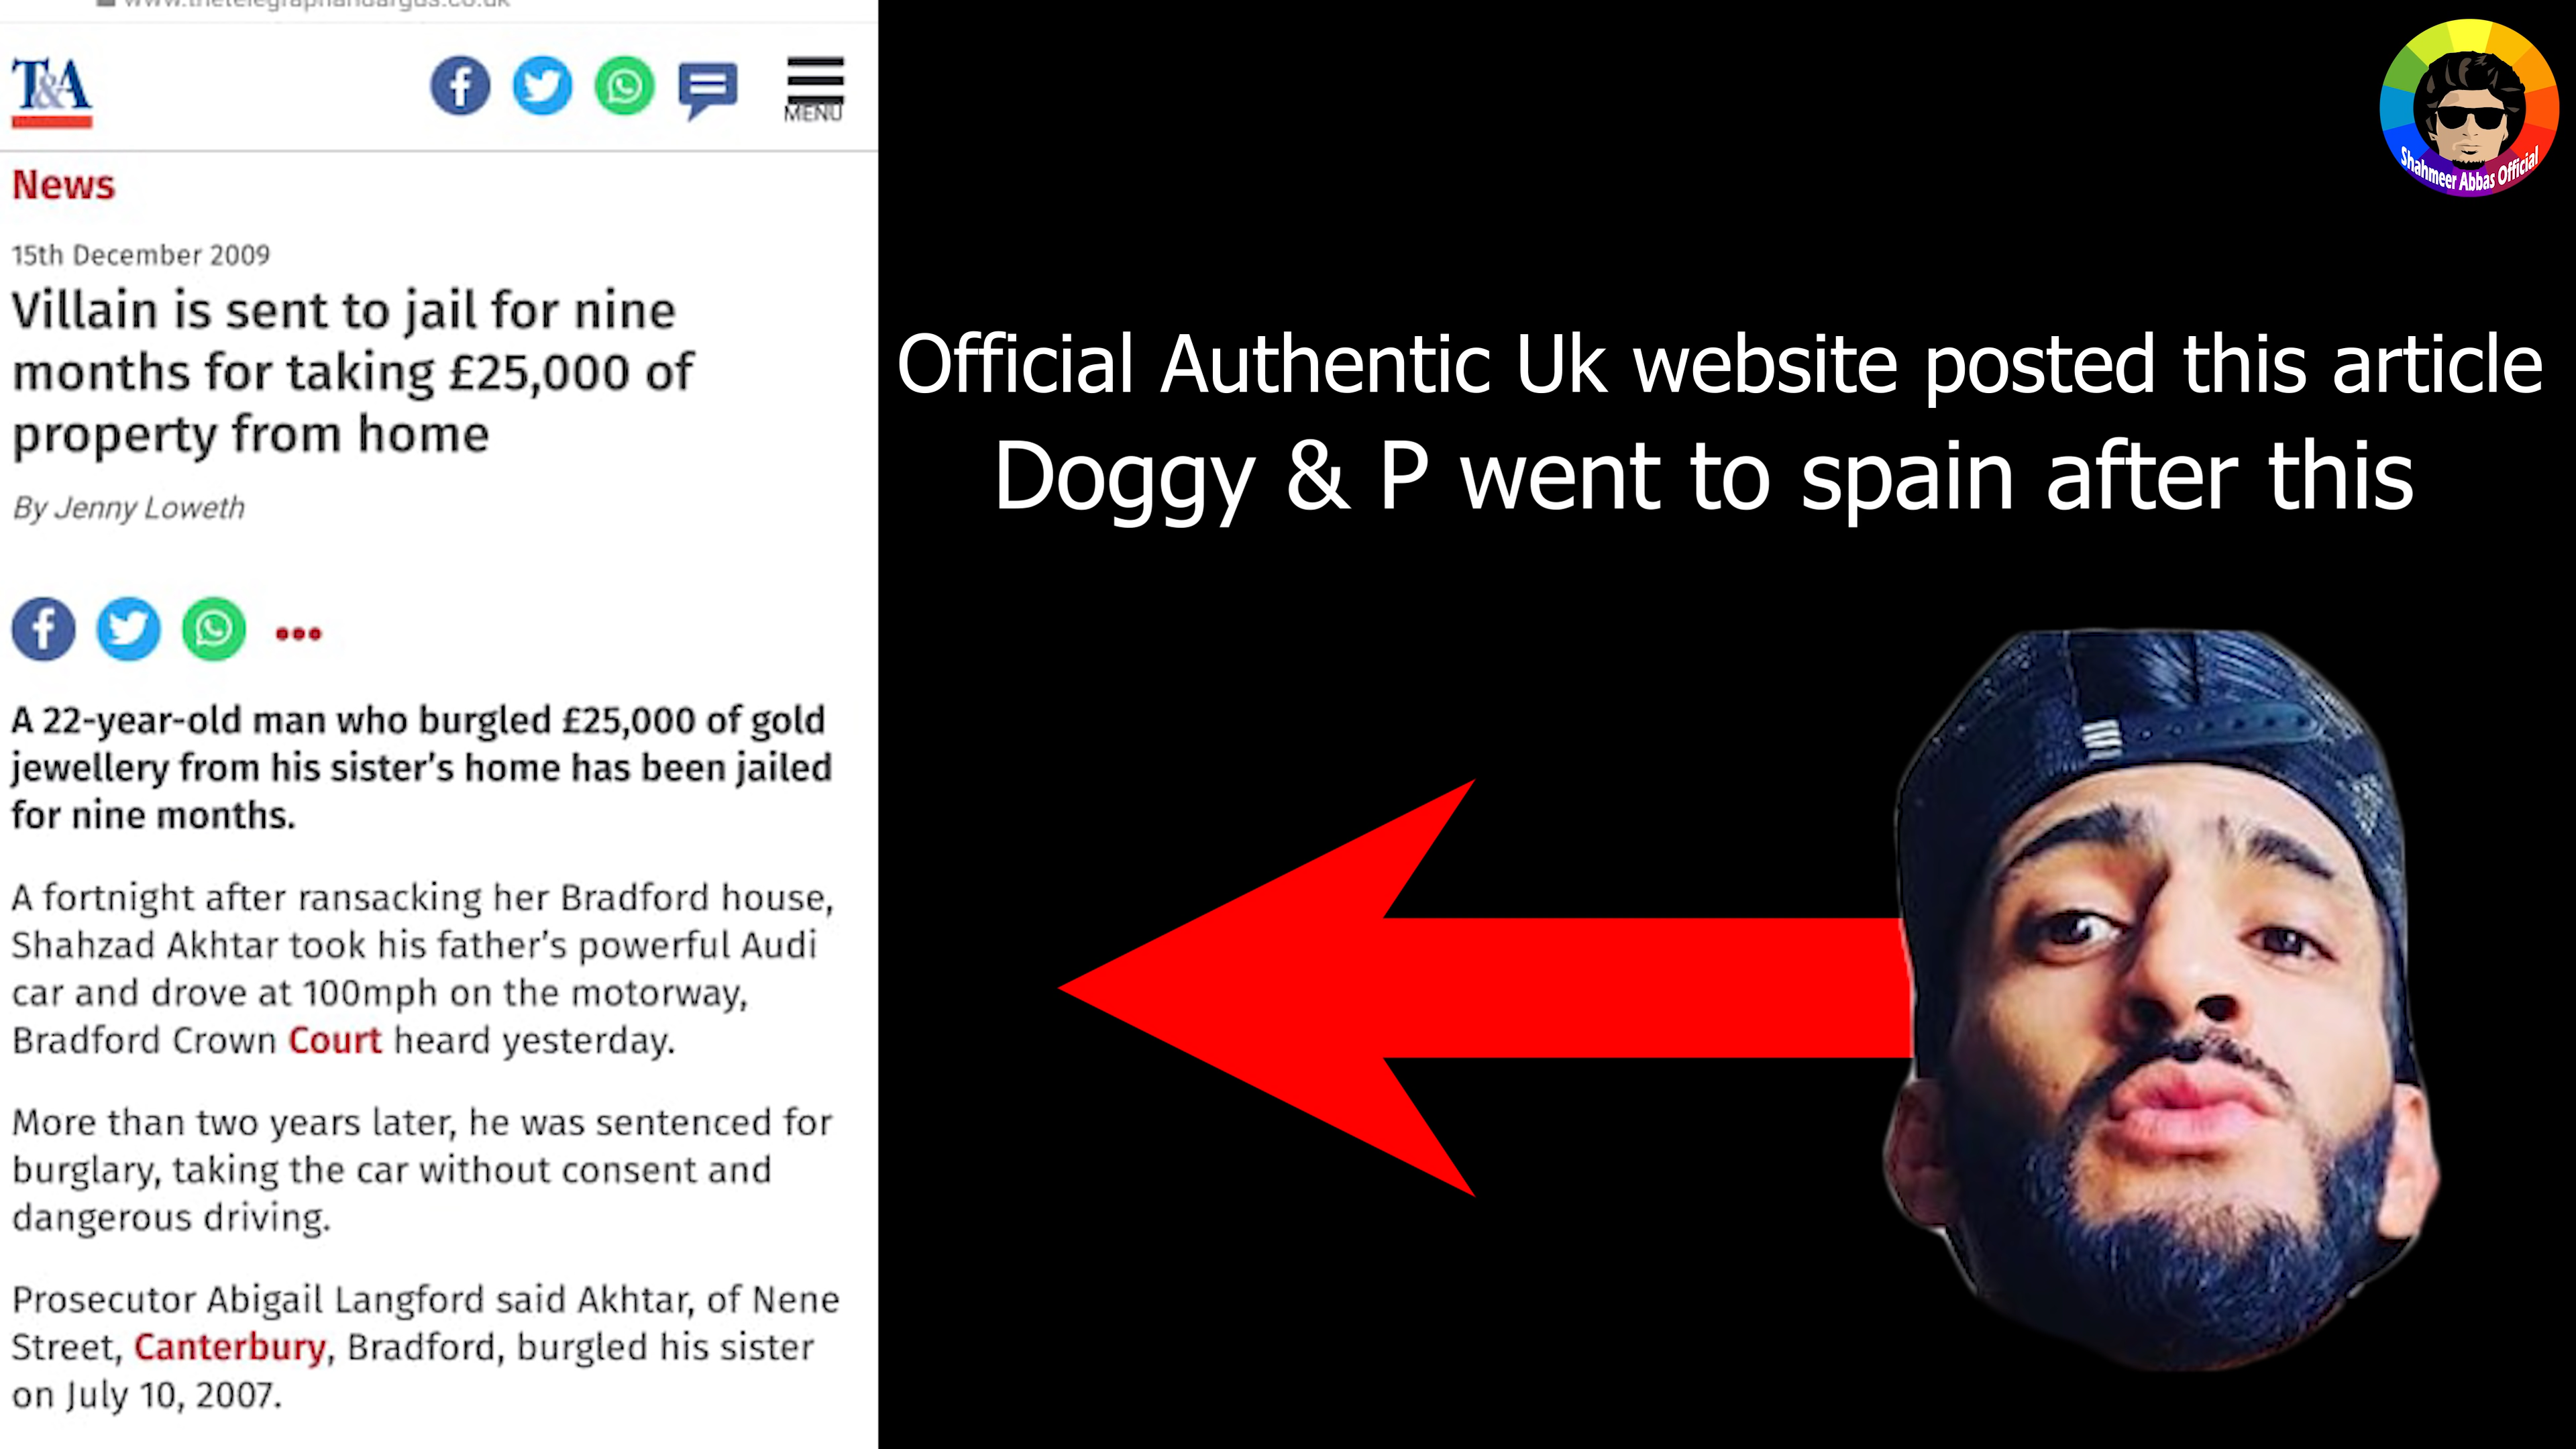 www.thetelegraphandargus.co.uk
T&A
MENU
News
15th December 2009
Villain is sent to jail for nine
months for taking £25,000 of
property from home
By Jenny Loweth
A 22-year-old man who burgled £25,000 of gold
jewellery from his sister's home has been jailed
for nine months.
A fortnight after ransacking her Bradford house,
Shahzad Akhtar took his father's powerful Audi
car and drove at 100mph on the motorway,
Bradford Crown Court heard yesterday.
More than two years later, he was sentenced for
burglary, taking the car without consent and
dangerous driving.
Prosecutor Abigail Langford said Akhtar, of Nene
Street, Canterbury, Bradford, burgled his sister
on July 10, 2007.
Official Authentic Uk website posted this article
Doggy & P went to spain after this
Shahmeer Abbas Official